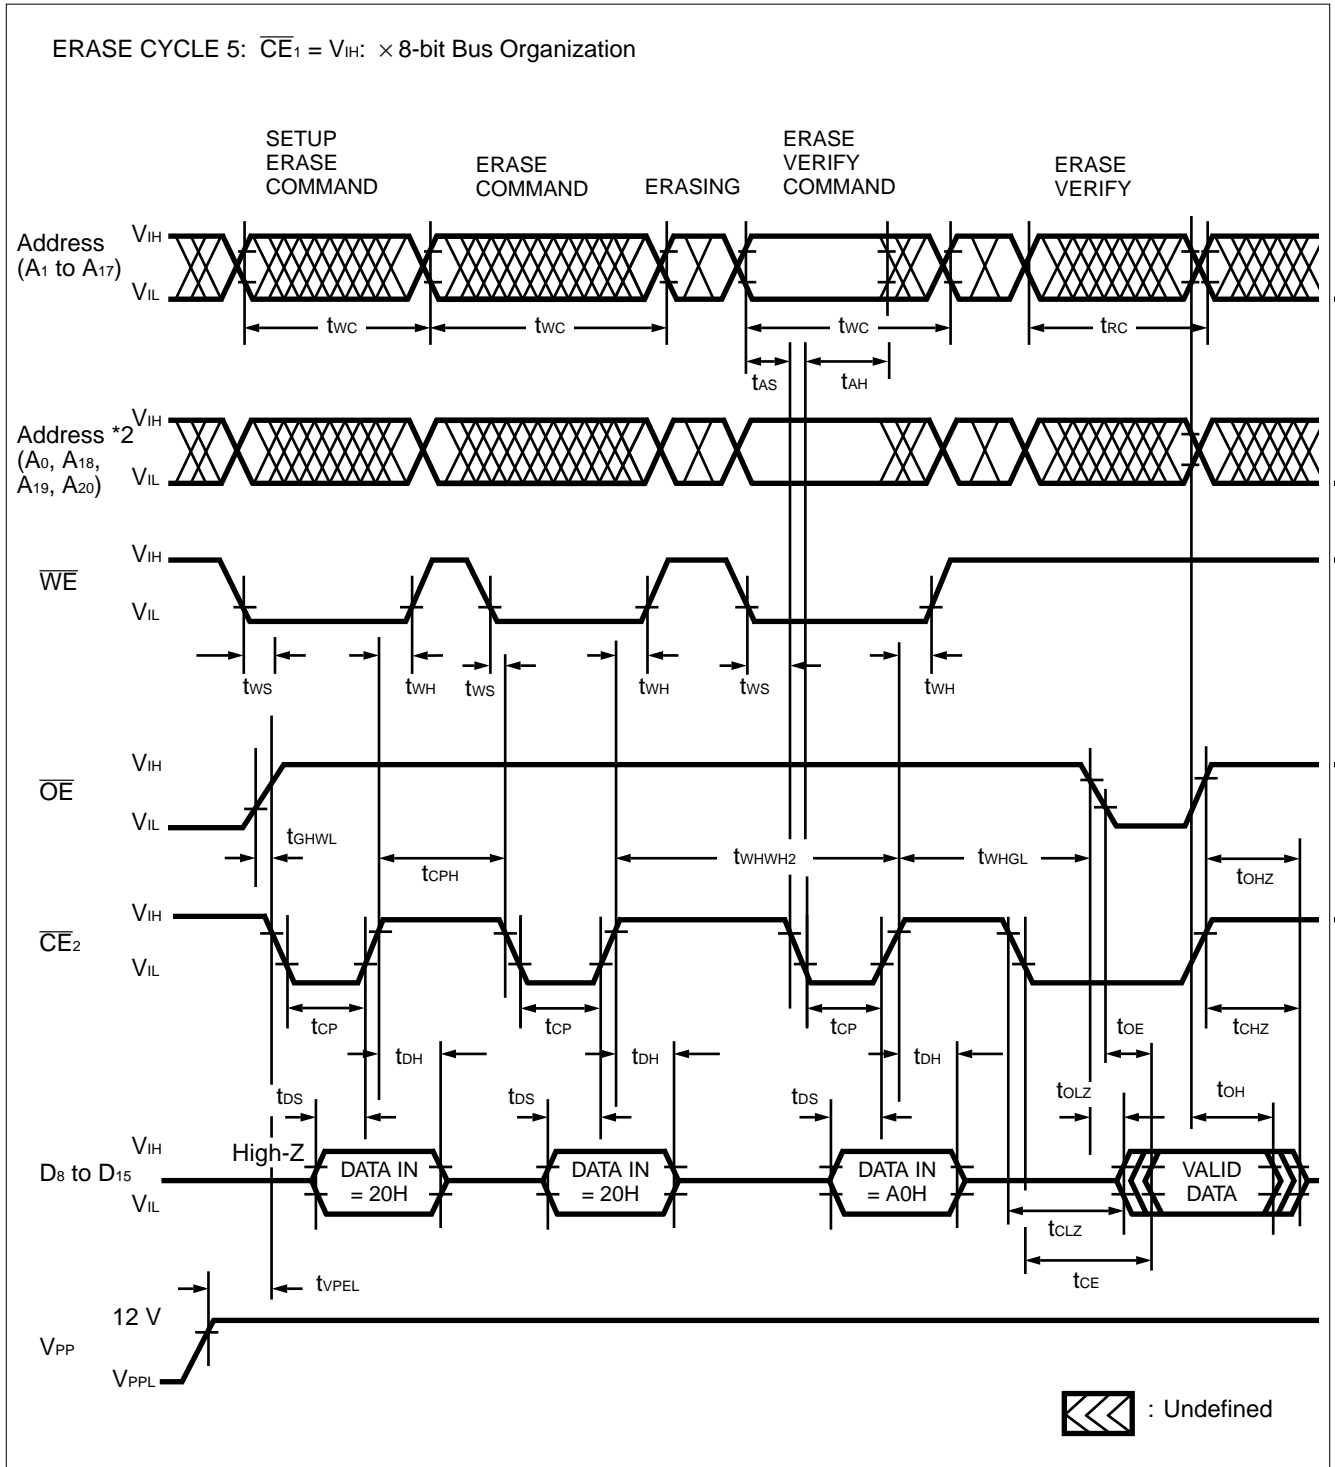 ERASE CYCLE 5: CE1 = VIH: × 8-bit Bus Organization
SETUP
ERASE
COMMAND
ERASE
COMMAND
ERASING
ERASE
VERIFY
COMMAND
ERASE
VERIFY
Address
(A1 to A17)
VIH
VIL
tWC
tWC
tWC
tRC
tAS
tAH
Address *2
(A0, A18,
A19, A20)
VIH
VIL
WE
VIH
VIL
tWS
tWH
tWS
tWH
tWS
tWH
OE
VIH
VIL
tGHWL
tCPH
tWHWH2
tWHGL
tOHZ
CE2
VIH
VIL
tCP
tCP
tCP
tOE
tCHZ
tDH
tDH
tDH
tDS
tDS
tDS
tOLZ
tOH
D8 to D15
VIH
VIL
High-Z
DATA IN
= 20H
DATA IN
= 20H
DATA IN
= A0H
VALID
DATA
tCLZ
tCE
tVPEL
VPP
12 V
VPPL
: Undefined